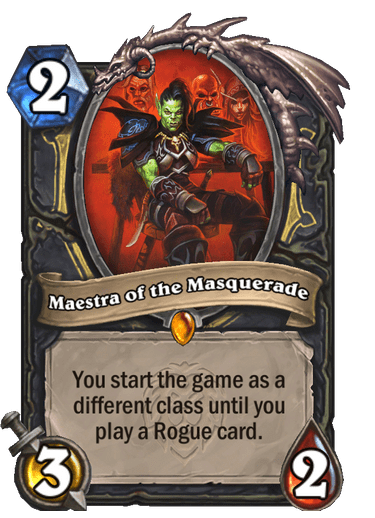 2
Maestra of the Masquerade
You start the game as a
different class until you
play a Rogue card.
3
2